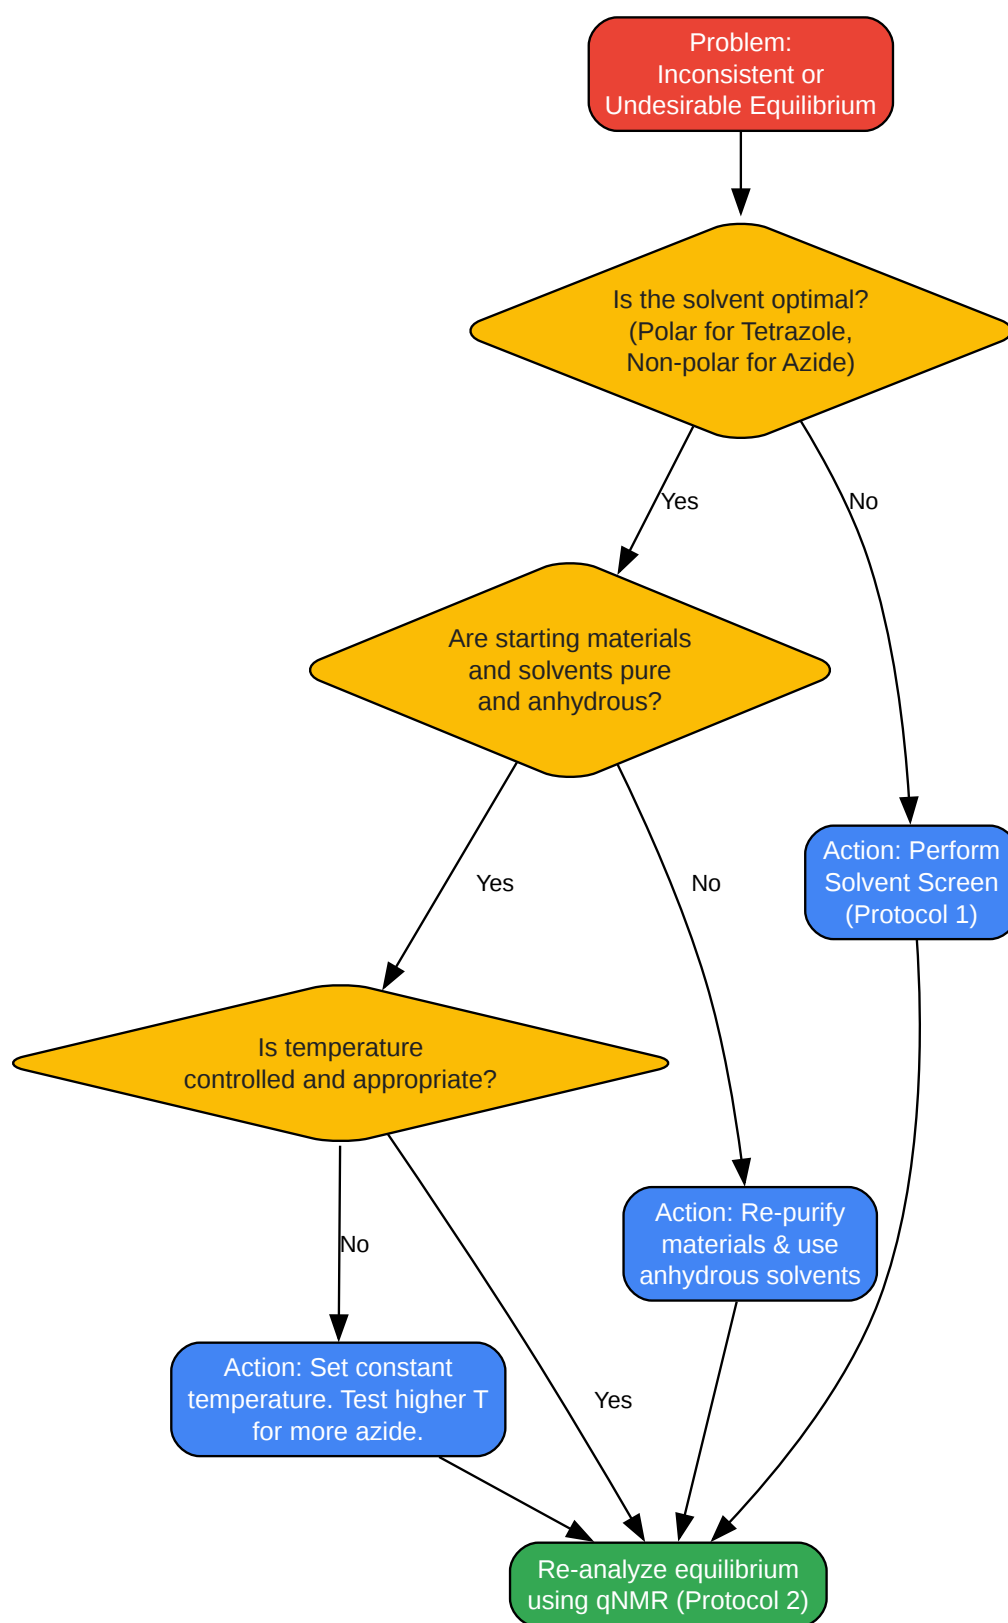 Problem:
Inconsistent or
Undesirable Equilibrium
Is the solvent optimal?
(Polar for Tetrazole,
Non-polar for Azide)
Yes
No
Are starting materials
and solvents pure
and anhydrous?
Action: Perform
Solvent Screen
(Protocol 1)
Yes
No
Is temperature
controlled and appropriate?
Action: Re-purify
materials & use
anhydrous solvents
No
Action: Set constant
temperature. Test higher T
for more azide.
Yes
Re-analyze equilibrium
using qNMR (Protocol 2)